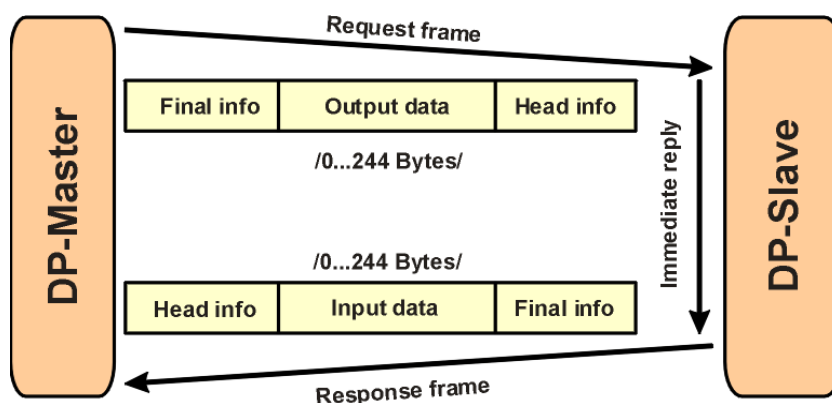 Request frame
DP-Master
Final info Output data Head info
/0...244 Bytes/
Immediate reply
DP-Slave
/0...244 Bytes/
Head info Input data Final info
Response frame